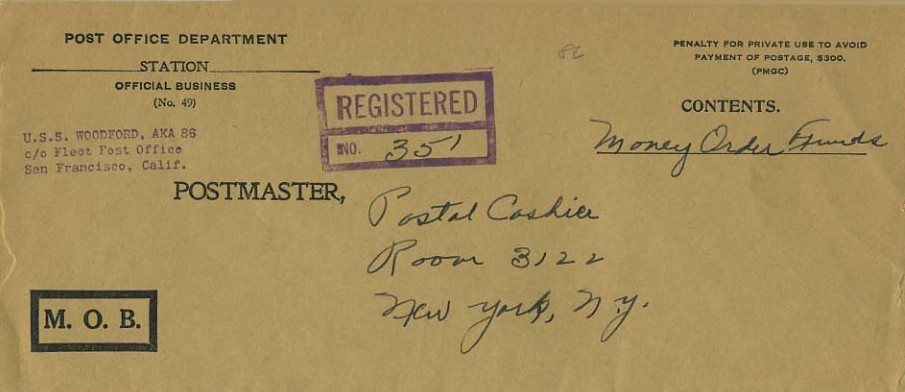 POST OFFICE DEPARTMENT
STATION
OFFICIAL BUSINESS
(No. 49)
U.S.S. WOODFORD, AKA 86
c/o Fleet Post Office
San Francisco, Calif.
REGISTERED
NO. 351
86
PENALTY FOR PRIVATE USE TO AVOID
PAYMENT OF POSTAGE, $300.
(PMGC)
CONTENTS.
Money Order Funds
POSTMASTER,
Postal Cashier
Room 3122
New York, N.Y.
M. O. B.